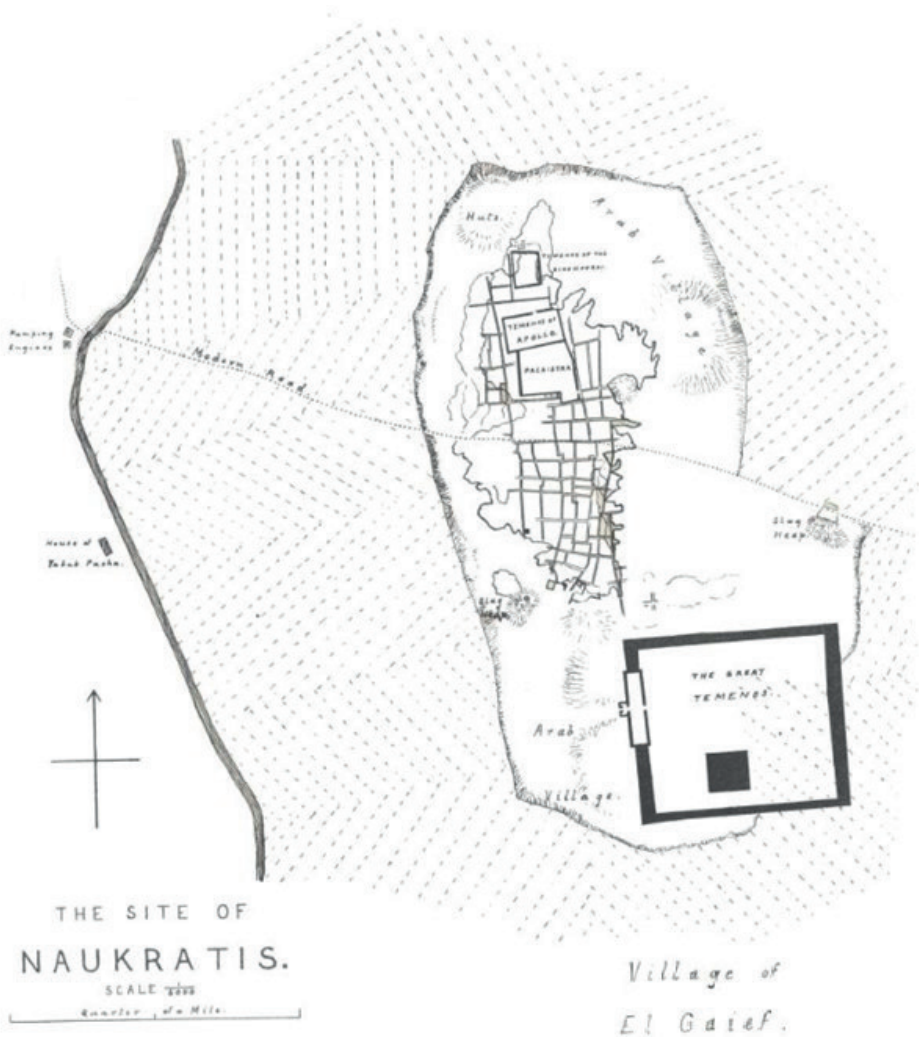 Huts.
Arab
Village
TEMENOS OF THE
DIOSKOUROI.
TEMENOS OF
APOLLO.
PALAISTRA
Pumping
Engines
Modern Road
House of
Yakub Pasha.
Slag
Heap
Slag
Heap
THE GREAT
TEMENOS.
Arab
Village.
THE SITE OF
NAUKRATIS.
SCALE
Quarter of a Mile.
Village of
El Gaief.